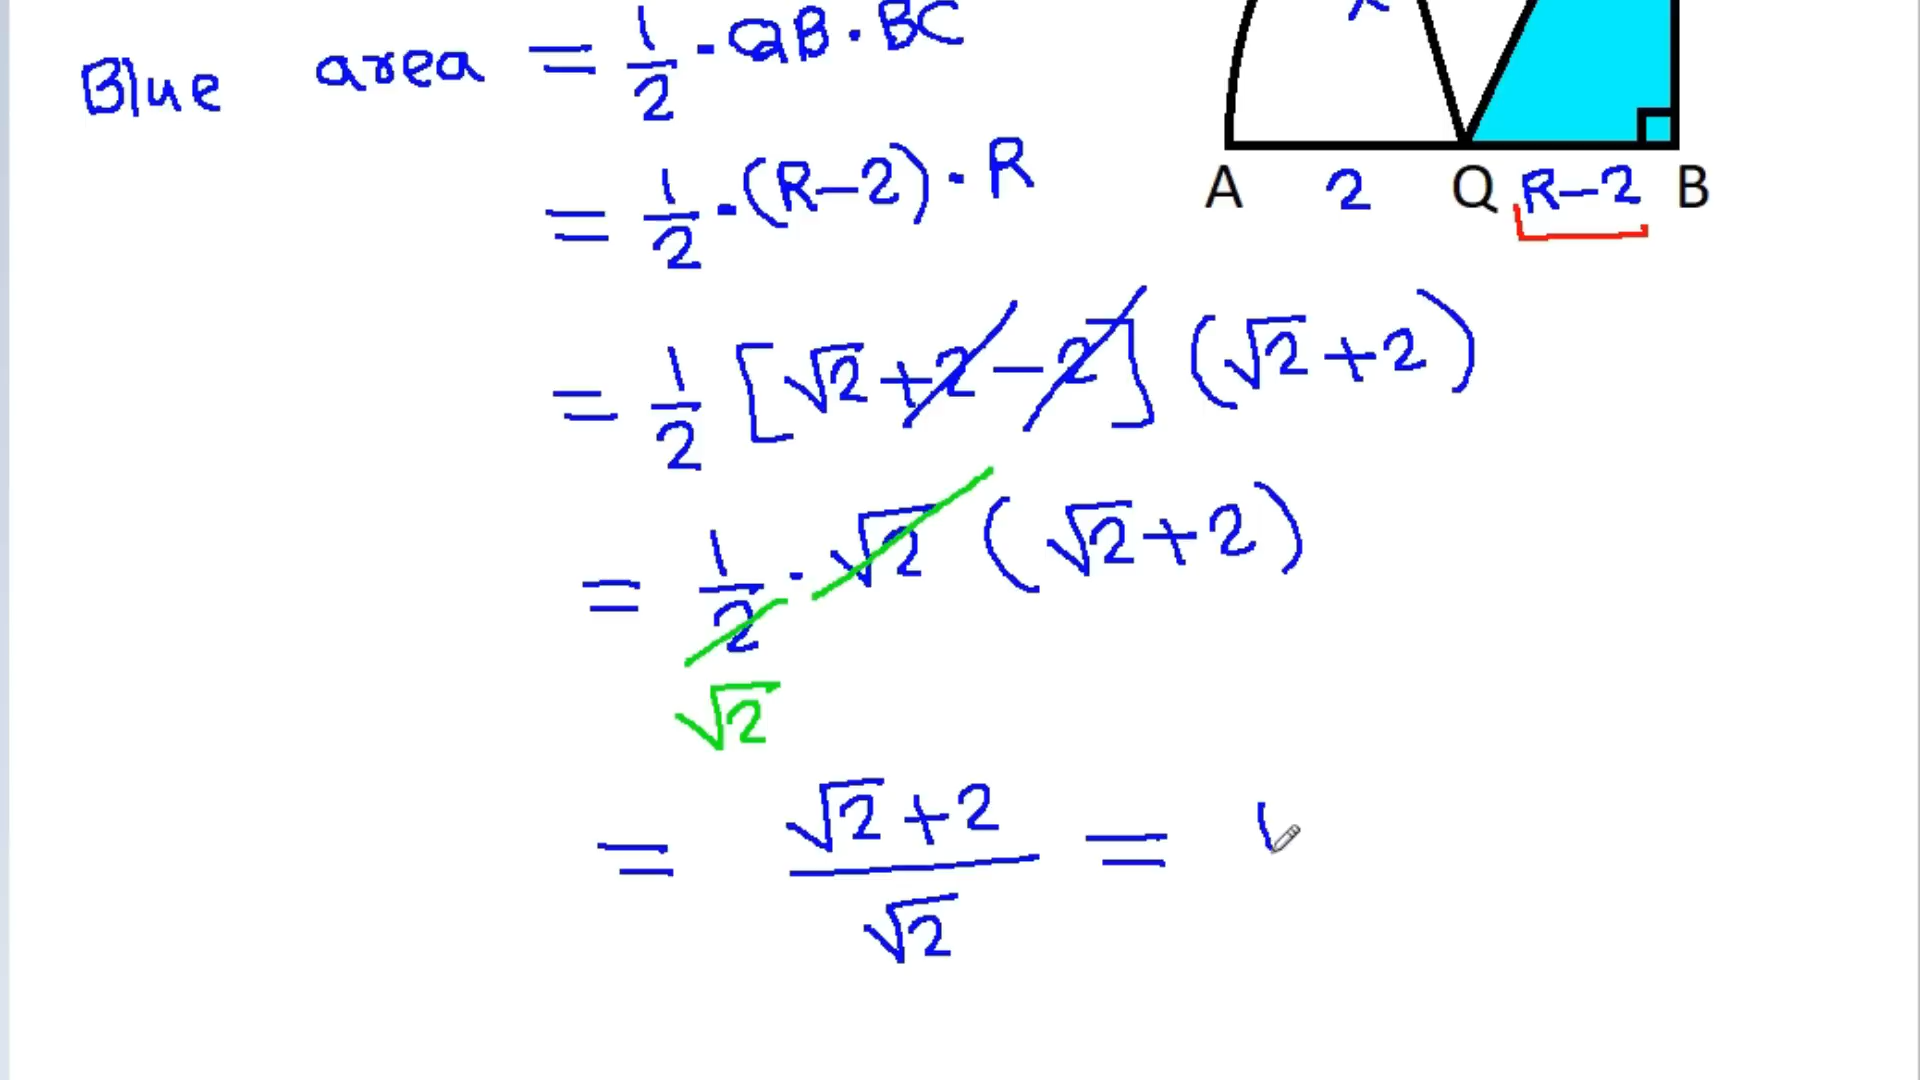 Blue area = 1/2 · QB · BC
= 1/2 · (R-2) · R
A 2 Q R-2 B
= 1/2 [√2+2-2] (√2+2)
= 1/2 · √2 (√2+2)
√2
= √2+2/√2 =